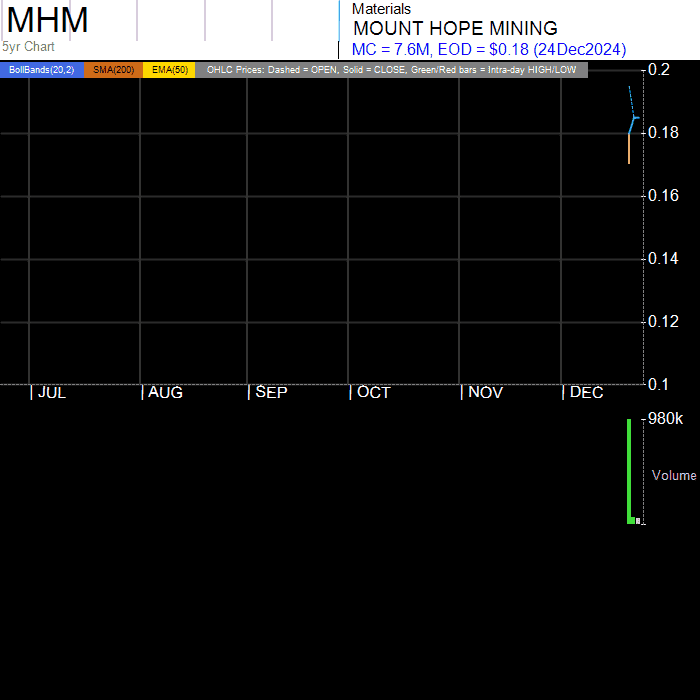 MHM
5yr Chart
Materials
MOUNT HOPE MINING
MC = 7.6M, EOD = $0.18 (24Dec2024)
BollBands(20,2) SMA(200) EMA(50) OHLC Prices: Dashed = OPEN, Solid = CLOSE, Green/Red bars = Intra-day HIGH/LOW
0.2
0.18
0.16
0.14
0.12
0.1
JUL AUG SEP OCT NOV DEC
980k
Volume